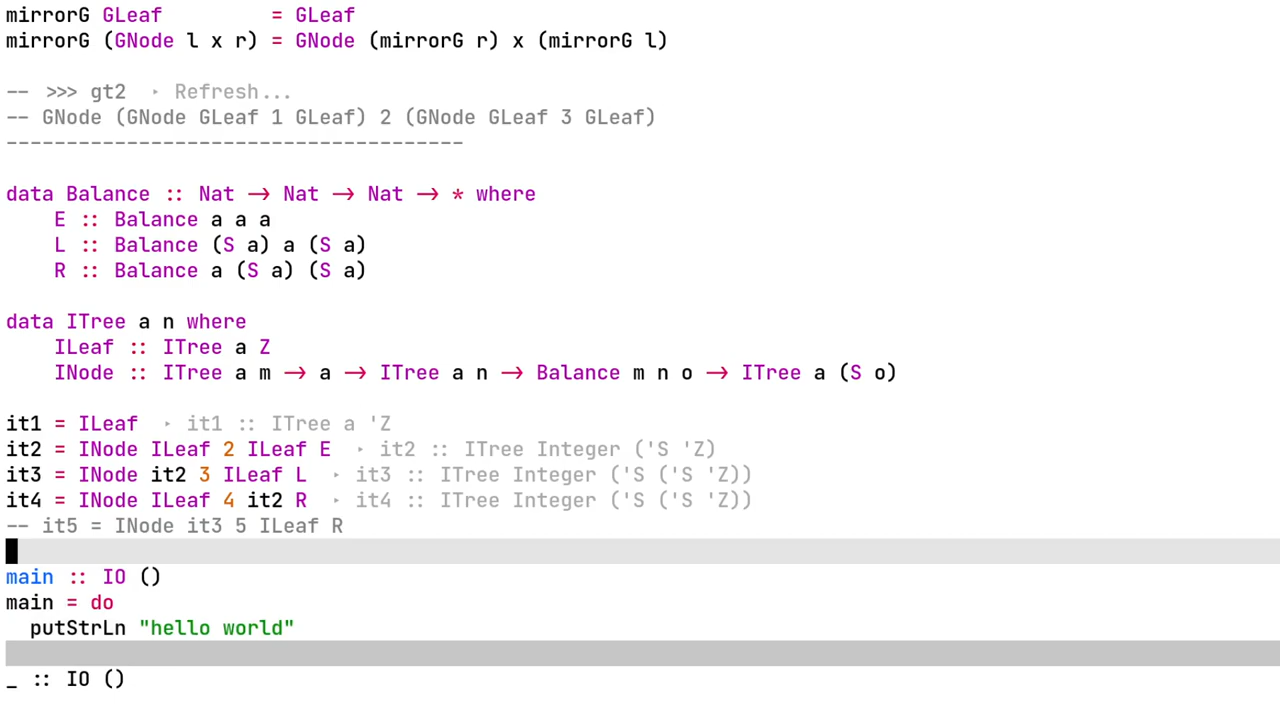 mirrorG GLeaf         = GLeaf
mirrorG (GNode l x r) = GNode (mirrorG r) x (mirrorG l)
-- >>> gt2  ‣ Refresh...
-- GNode (GNode GLeaf 1 GLeaf) 2 (GNode GLeaf 3 GLeaf)
--------------------------------------
data Balance :: Nat -> Nat -> Nat -> * where
    E :: Balance a a a
    L :: Balance (S a) a (S a)
    R :: Balance a (S a) (S a)
data ITree a n where
    ILeaf :: ITree a Z
    INode :: ITree a m -> a -> ITree a n -> Balance m n o -> ITree a (S o)
it1 = ILeaf  ‣ it1 :: ITree a 'Z
it2 = INode ILeaf 2 ILeaf E  ‣ it2 :: ITree Integer ('S 'Z)
it3 = INode it2 3 ILeaf L  ‣ it3 :: ITree Integer ('S ('S 'Z))
it4 = INode ILeaf 4 it2 R  ‣ it4 :: ITree Integer ('S ('S 'Z))
-- it5 = INode it3 5 ILeaf R
main :: IO ()
main = do
  putStrLn "hello world"
_ :: IO ()